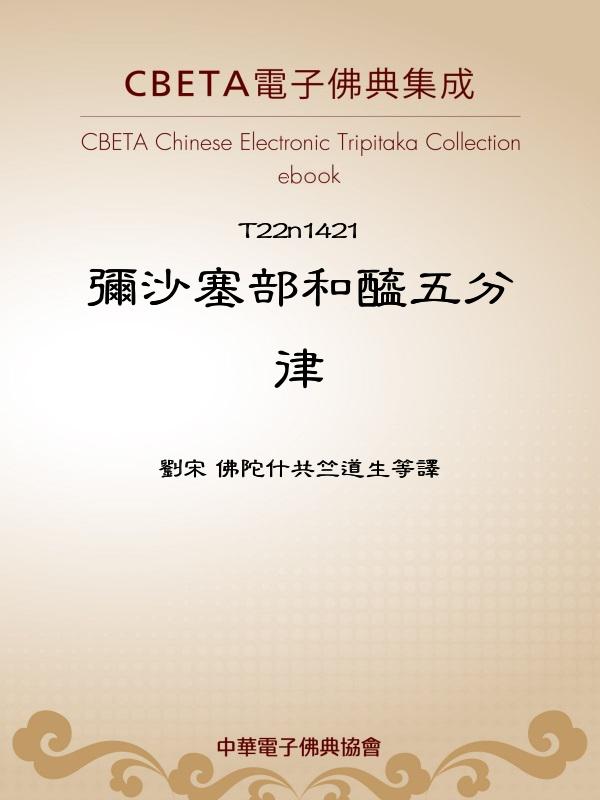 CBETA電子佛典集成
CBETA Chinese Electronic Tripitaka Collection
ebook
T22n1421
彌沙塞部和醯五分
律
劉宋 佛陀什共竺道生等譯
中華電子佛典協會